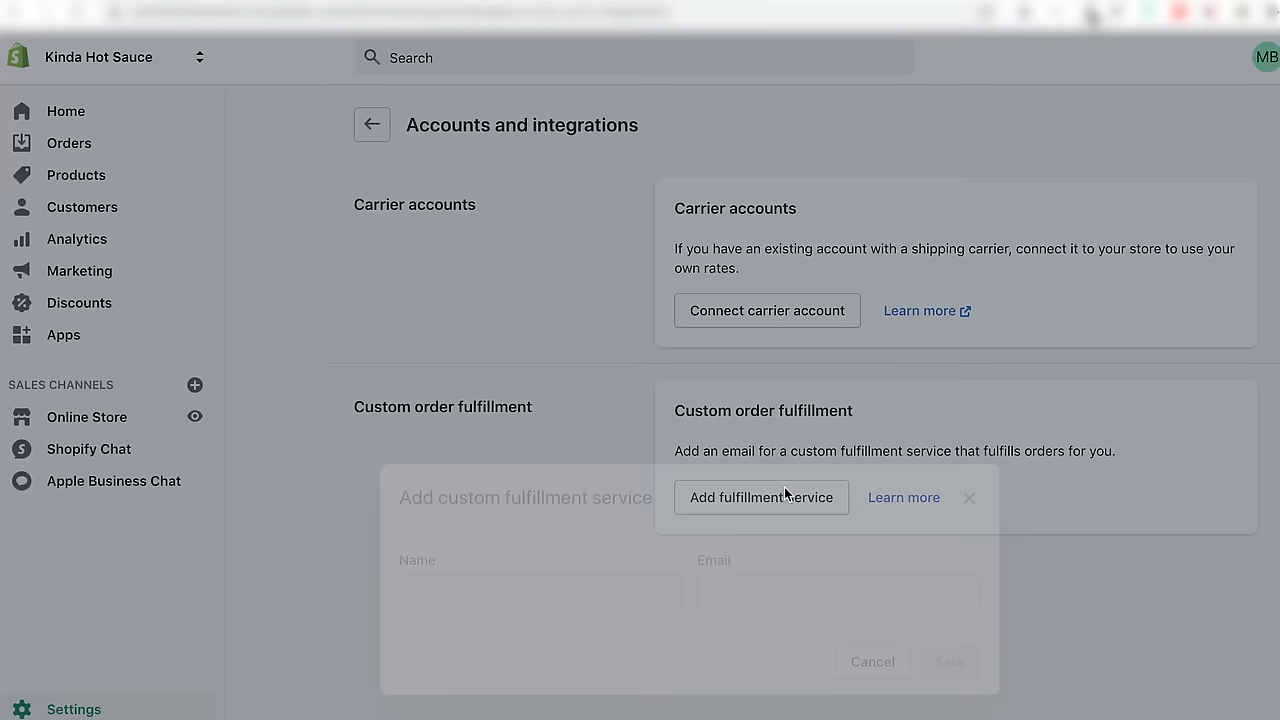 Kinda Hot Sauce
Search
MB
Home
Orders
Products
Customers
Analytics
Marketing
Discounts
Apps
SALES CHANNELS
Online Store
Shopify Chat
Apple Business Chat
Settings
Accounts and integrations
Carrier accounts
Carrier accounts
If you have an existing account with a shipping carrier, connect it to your store to use your
own rates.
Connect carrier account
Learn more
Custom order fulfillment
Custom order fulfillment
Add an email for a custom fulfillment service that fulfills orders for you.
Add fulfillment service
Learn more
Add custom fulfillment service
Name
Email
Cancel
Save